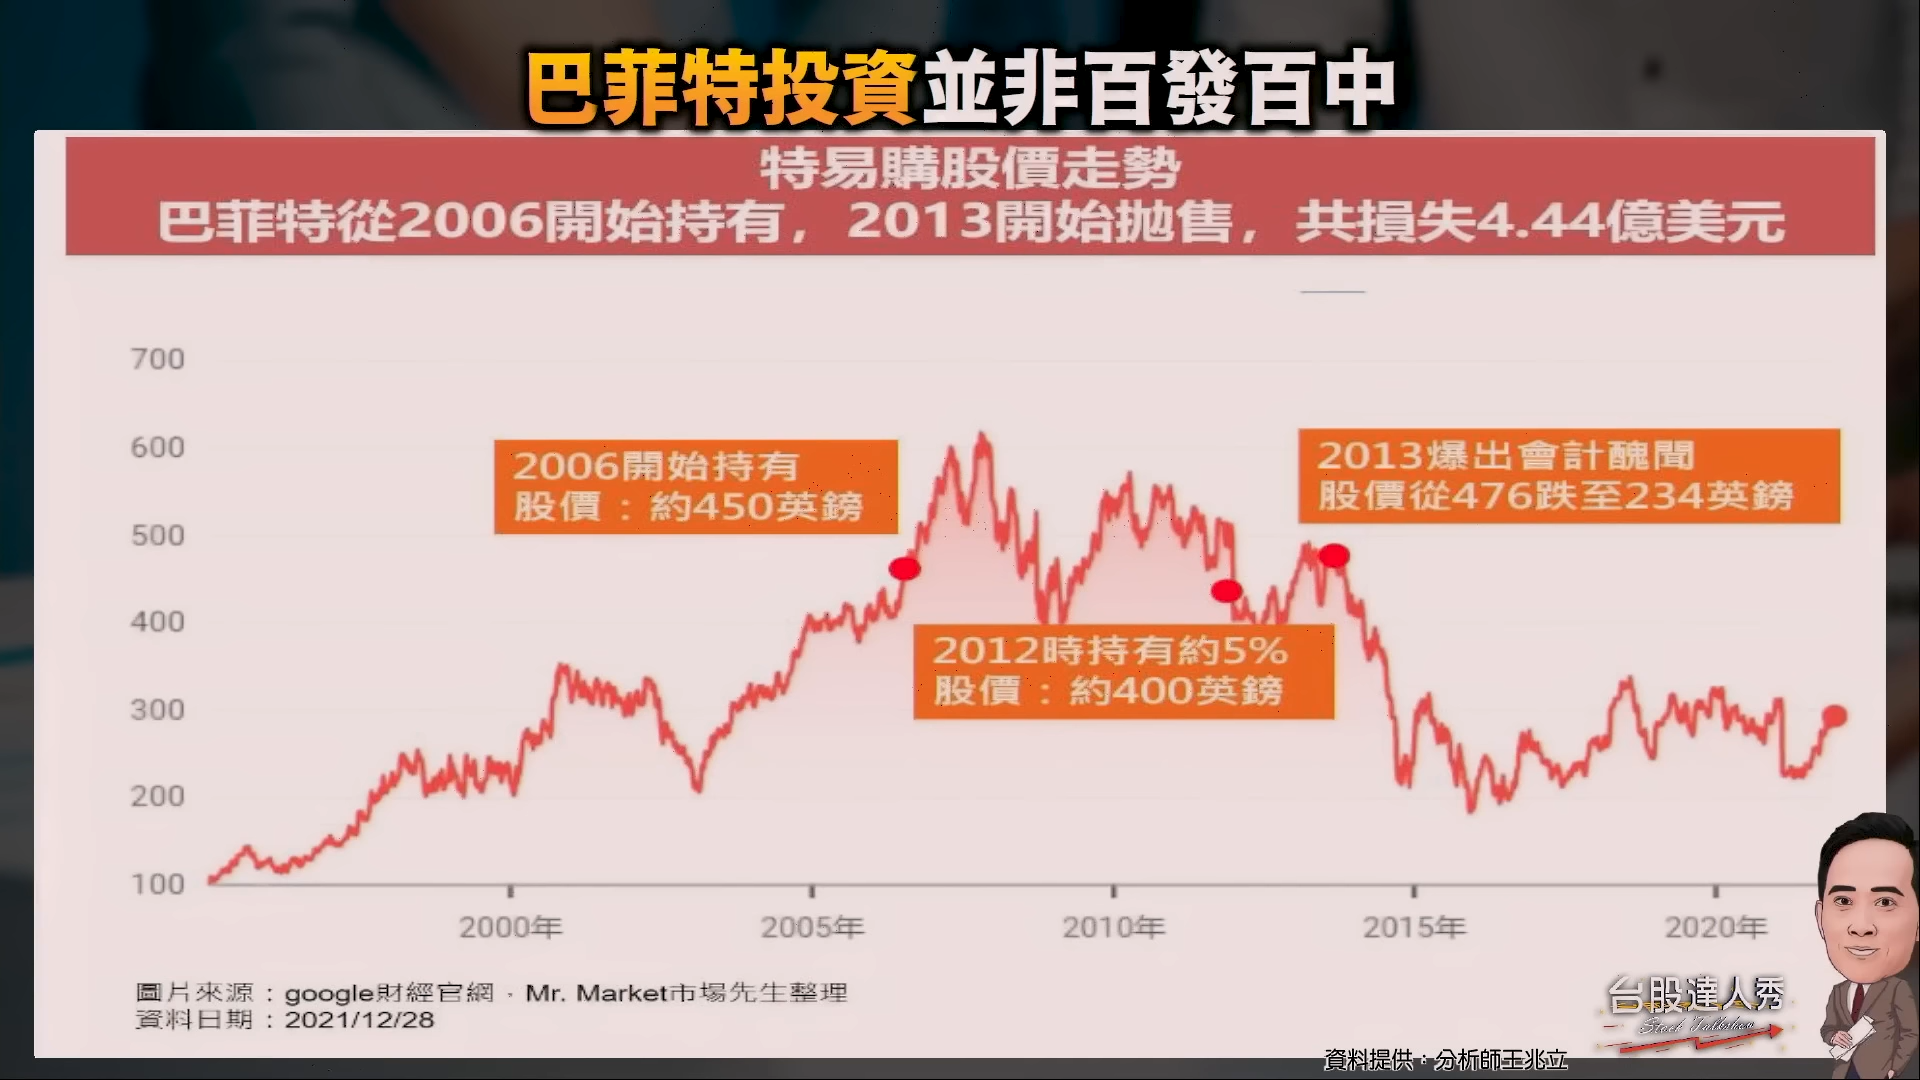 巴菲特投資並非百發百中
特易購股價走勢
巴菲特從2006開始持有，2013開始拋售，共損失4.44億美元
700
600
500
400
300
200
100
2006開始持有
股價：約450英鎊
2013爆出會計醜聞
股價從476跌至234英鎊
2012時持有約5%
股價：約400英鎊
2000年
2005年
2010年
2015年
2020年
圖片來源：google財經官網，Mr. Market市場先生整理
資料日期：2021/12/28
台股達人秀
Stock Talkshow
資料提供：分析師王兆立